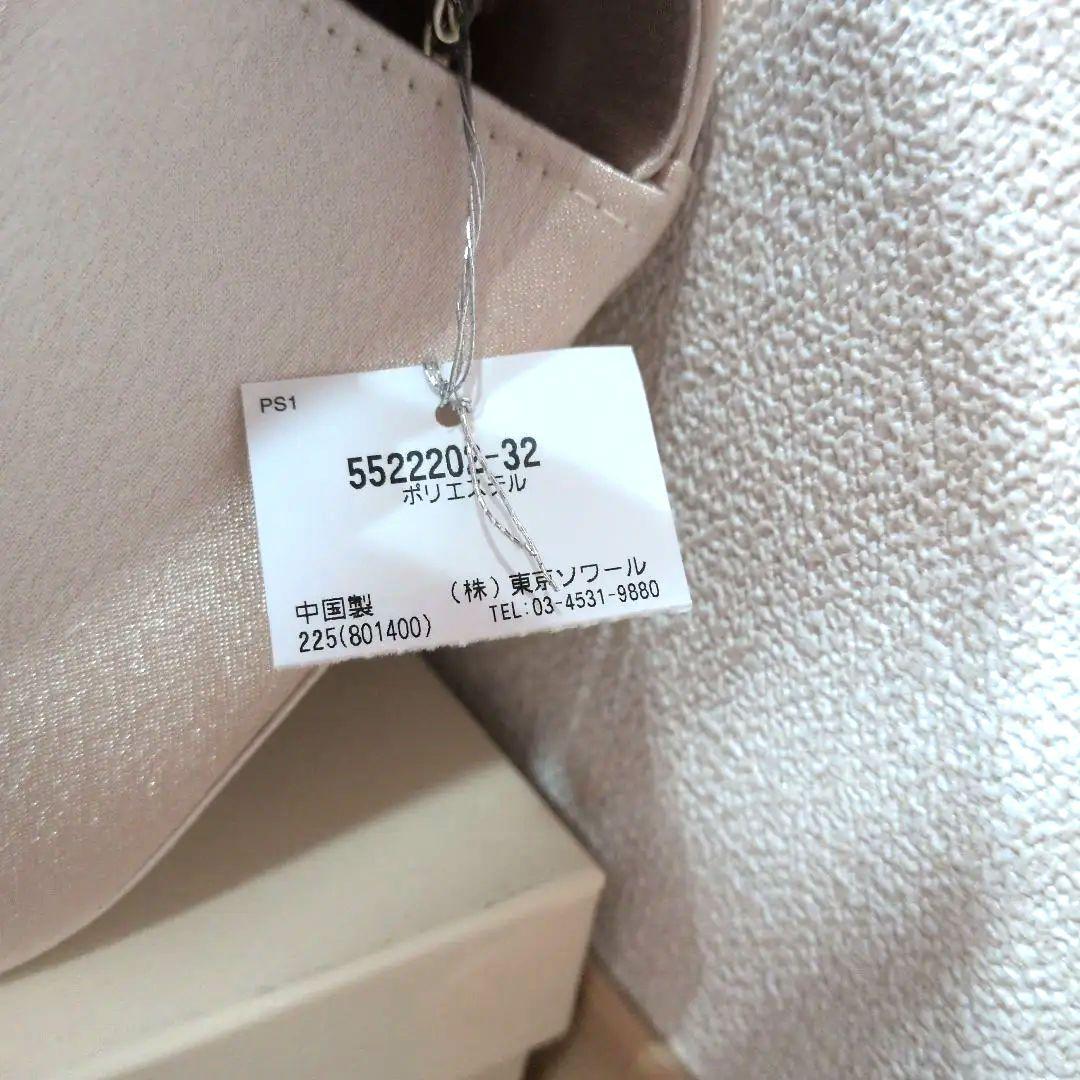 PS1
5522202-32
ポリエステル
(株)東京ソワール
中国製
TEL:03-4531-9880
225(801400)